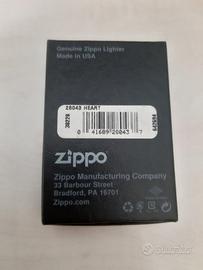 Genuine Zippo Lighter
Made in USA
28043 HEART
0 41689 28043 7
zippo
Zippo Manufacturing Company
33 Barbour Street
Bradford, PA 16701
Zippo.com